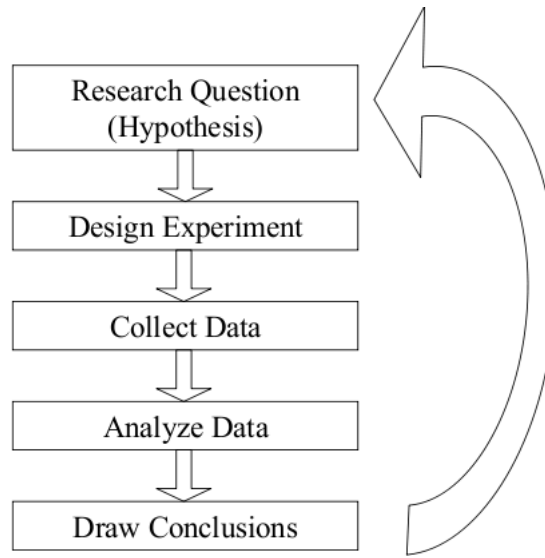 Research Question
(Hypothesis)
Design Experiment
Collect Data
Analyze Data
Draw Conclusions